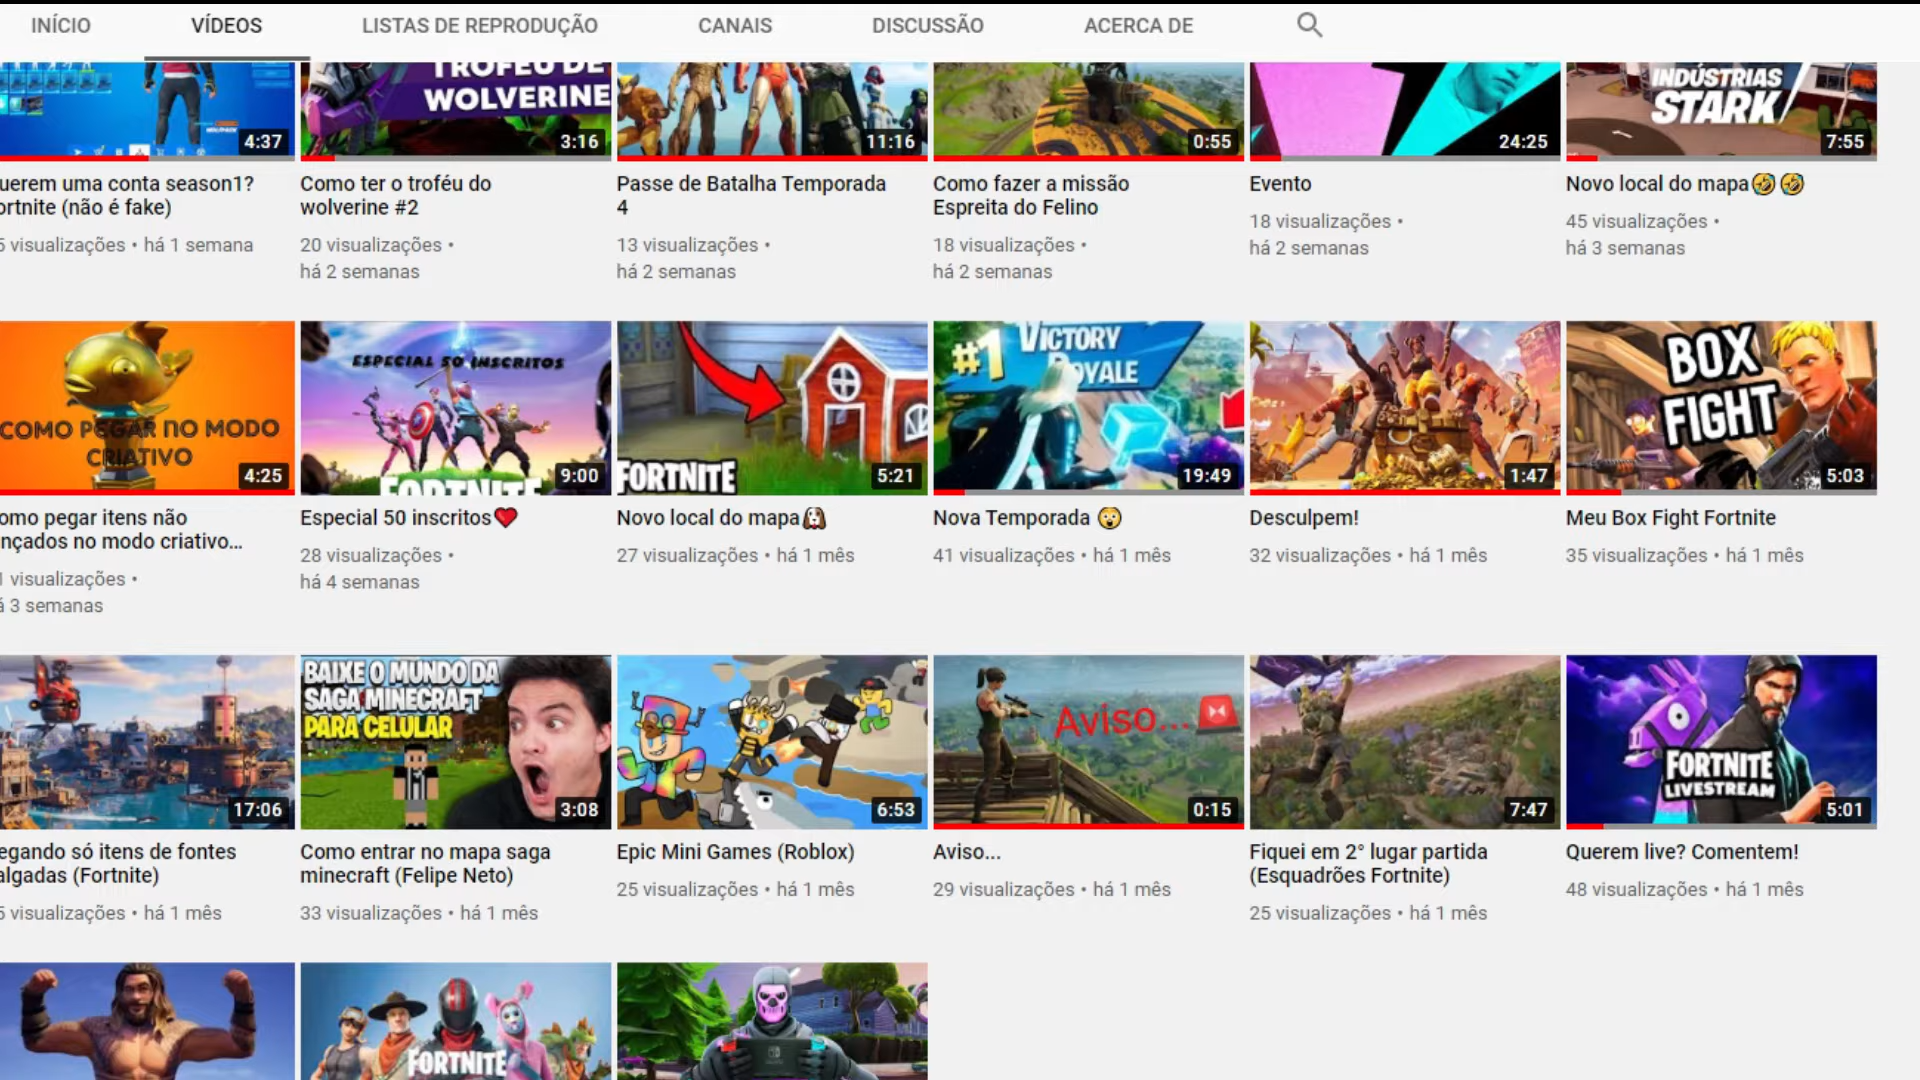 INÍCIO VÍDEOS LISTAS DE REPRODUÇÃO CANAIS DISCUSSÃO ACERCA DE
TROFÉU DE
WOLVERINE
INDÚSTRIAS
STARK
4:37 3:16 11:16 0:55 24:25 7:55
uerem uma conta season1?
ortnite (não é fake)
5 visualizações • há 1 semana
Como ter o troféu do
wolverine #2
20 visualizações •
há 2 semanas
Passe de Batalha Temporada
4
13 visualizações •
há 2 semanas
Como fazer a missão
Espreita do Felino
18 visualizações •
há 2 semanas
Evento
18 visualizações •
há 2 semanas
Novo local do mapa🤣🤣
45 visualizações •
há 3 semanas
COMO PEGAR NO MODO
CRIATIVO
4:25
ESPECIAL 50 INSCRITOS
FORTNITE
9:00
FORTNITE
5:21
#1 VICTORY
ROYALE
19:49
1:47
BOX
FIGHT
5:03
omo pegar itens não
nçados no modo criativo...
1 visualizações •
á 3 semanas
Especial 50 inscritos❤
28 visualizações •
há 4 semanas
Novo local do mapa🐶
27 visualizações • há 1 mês
Nova Temporada 😲
41 visualizações • há 1 mês
Desculpem!
32 visualizações • há 1 mês
Meu Box Fight Fortnite
35 visualizações • há 1 mês
17:06
BAIXE O MUNDO DA
SAGA MINECRAFT
PARA CELULAR
3:08
6:53
Aviso...
0:15
7:47
FORTNITE
LIVESTREAM
5:01
egando só itens de fontes
algadas (Fortnite)
5 visualizações • há 1 mês
Como entrar no mapa saga
minecraft (Felipe Neto)
33 visualizações • há 1 mês
Epic Mini Games (Roblox)
25 visualizações • há 1 mês
Aviso...
29 visualizações • há 1 mês
Fiquei em 2° lugar partida
(Esquadrões Fortnite)
25 visualizações • há 1 mês
Querem live? Comentem!
48 visualizações • há 1 mês
FORTNITE